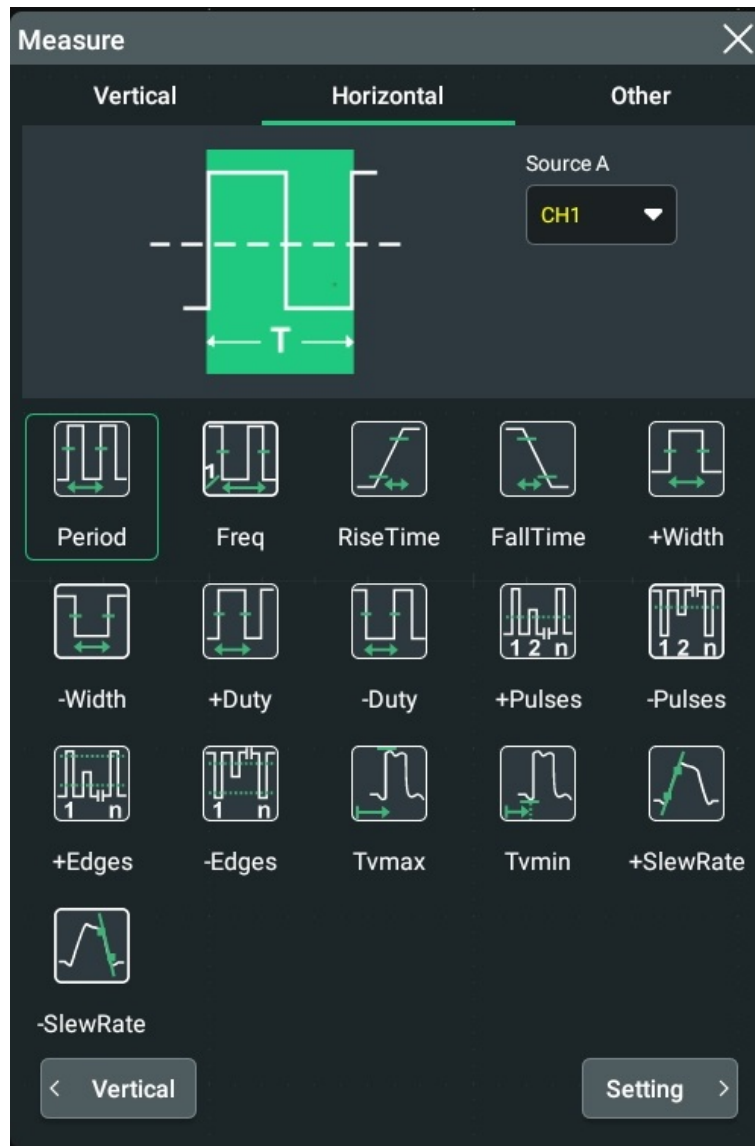 Measure
Vertical Horizontal Other
Source A
CH1
T
1
Period Freq RiseTime FallTime +Width
1 2 n 1 2 n
-Width +Duty -Duty +Pulses -Pulses
1 n 1 n
+Edges -Edges Tvmax Tvmin +SlewRate
-SlewRate
< Vertical Setting >